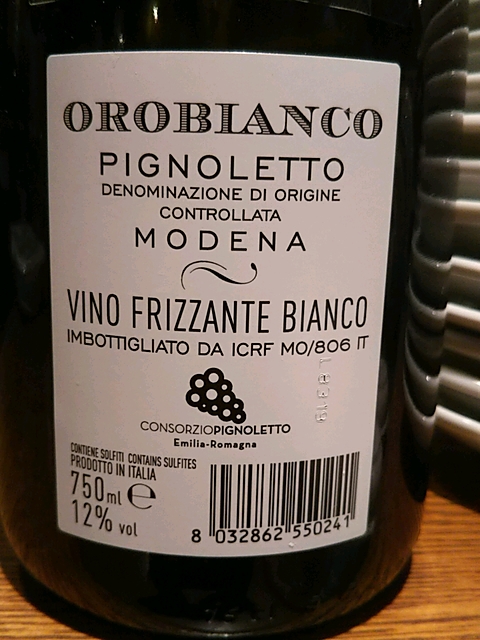 OROBIANCO
PIGNOLETTO
DENOMINAZIONE DI ORIGINE
CONTROLLATA
MODENA
VINO FRIZZANTE BIANCO
IMBOTTIGLIATO DA ICRF MO/806 IT
CONSORZIOPIGNOLETTO
Emilia-Romagna
CONTIENE SOLFITI CONTAINS SULFITES
PRODOTTO IN ITALIA
750ml ℮
12% vol
8 032862 550241